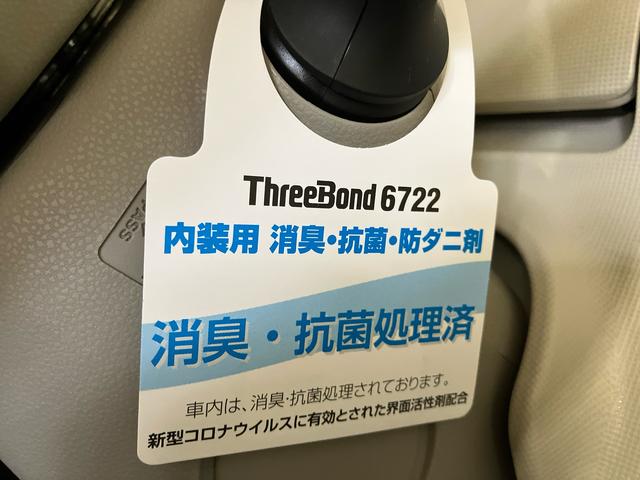 ThreeBond 6722
内装用 消臭・抗菌・防ダニ剤
消臭・抗菌処理済
車内は、消臭・抗菌処理されております。
新型コロナウイルスに有効とされた界面活性剤配合